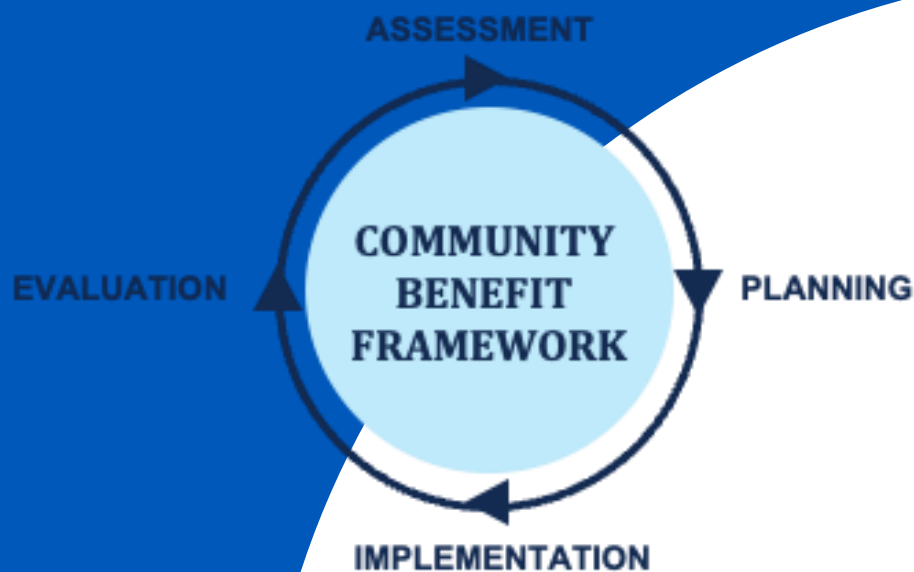 ASSESSMENT
COMMUNITY
BENEFIT
FRAMEWORK
EVALUATION
PLANNING
IMPLEMENTATION